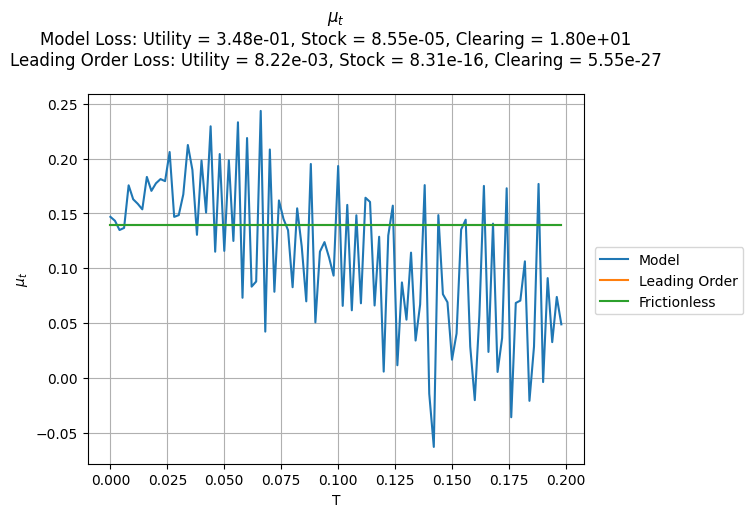 μ_t
Model Loss: Utility = 3.48e-01, Stock = 8.55e-05, Clearing = 1.80e+01
Leading Order Loss: Utility = 8.22e-03, Stock = 8.31e-16, Clearing = 5.55e-27
0.25
0.20
0.15
0.10
0.05
0.00
−0.05
μ_t
0.000 0.025 0.050 0.075 0.100 0.125 0.150 0.175 0.200
T
Model
Leading Order
Frictionless